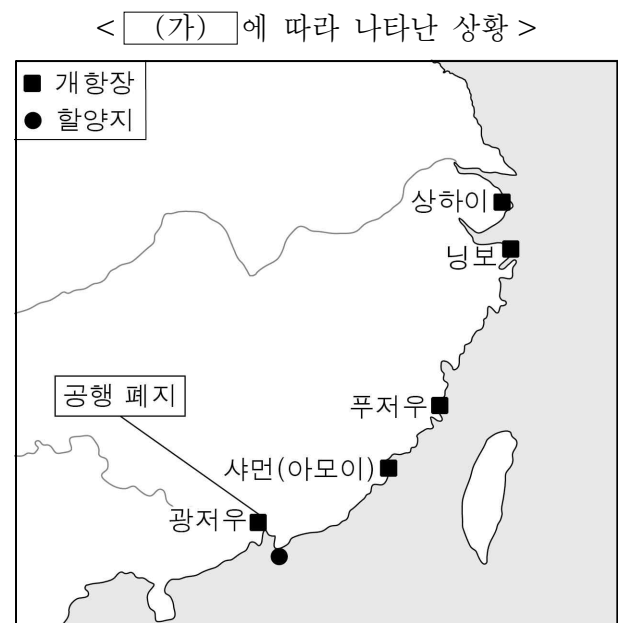 < (가) 에 따라 나타난 상황 >
■ 개항장
● 할양지
상하이
닝보
공행 폐지
푸저우
샤먼(아모이)
광저우